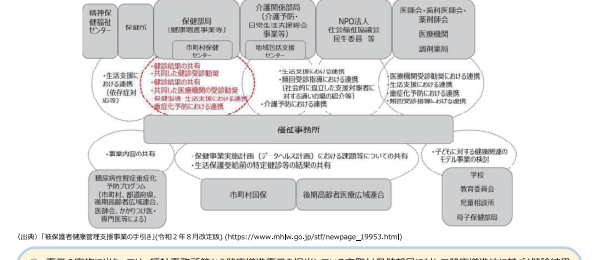 精神保
健福祉
センター
保健所
保健部局
(健康増進事業等)
市町村保健
センター
介護関係部局
(介護予防・
日常生活支援総合
事業等)
地域包括支援
センター
NPO法人
社会福祉協議会
民生委員 等
医師会・歯科医師会・
薬剤師会
医療機関
調剤薬局
・生活支援に
おける連携
(依存症対
応等)
・健診結果の共有
・共同した健診受診勧奨
・健診結果の共有
・共同した医療機関の受診勧奨
・保健指導、生活支援における連携
・重症化予防における連携
・生活支援における連携
・頻回受診指導における連携
(社会的に孤立した支援対象者に
対する通いの場の紹介等)
・介護予防における連携
・医療機関受診勧奨における連携
・生活支援における連携
・重症化予防における連携
・頻回受診指導における連携
福祉事務所
・事業内容の共有
・保健事業実施計画(データヘルス計画)における課題等についての共有
・生活保護受給前の特定健診等の結果の共有
・子どもに対する健康関連の
モデル事業の検討
糖尿病性腎症重症化
予防プログラム
(市町村、都道府県、
後期高齢者広域連合、
医師会、かかりつけ医・
専門医等による)
市町村国保
後期高齢者医療広域連合
学校
教育委員会
児童相談所
母子保健部局
(出典)「被保護者健康管理支援事業の手引き」(令和2年8月改定版) (https://www.mhlw.go.jp/stf/newpage_19953.html)